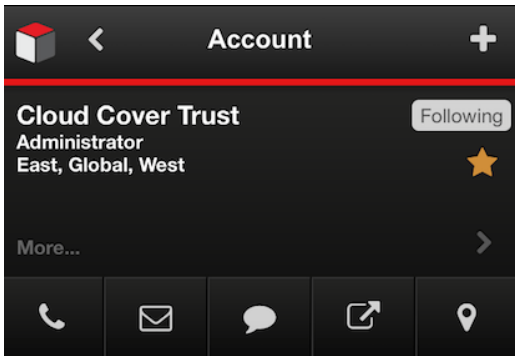 Account
Cloud Cover Trust
Following
Administrator
East, Global, West
More...